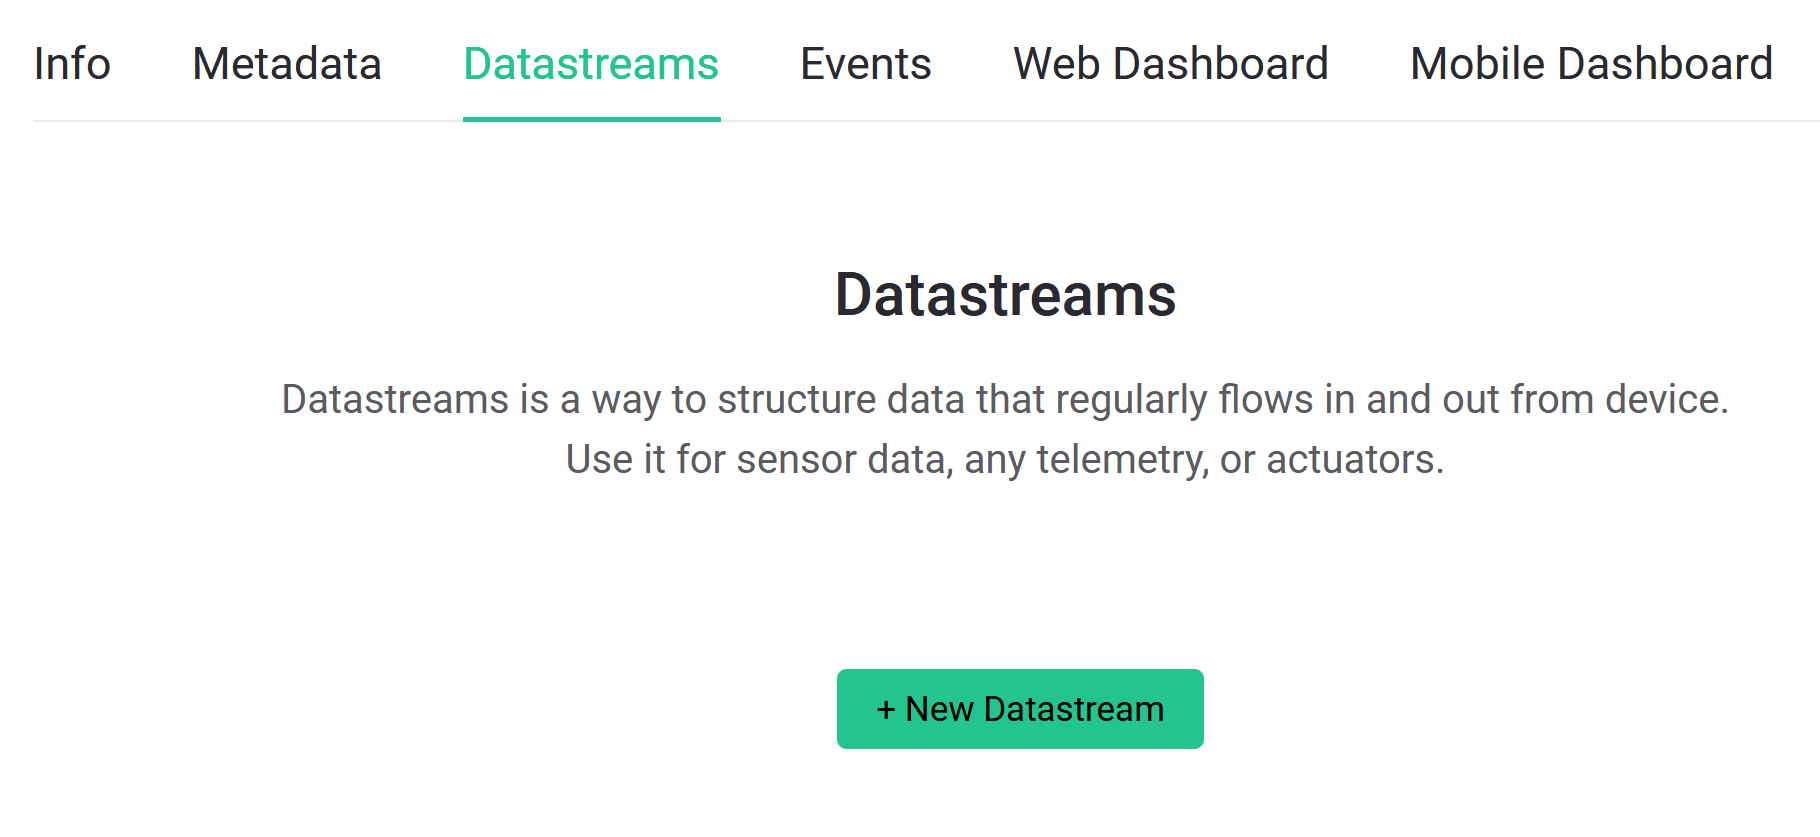 Info Metadata Datastreams Events Web Dashboard Mobile Dashboard
Datastreams
Datastreams is a way to structure data that regularly flows in and out from device.
Use it for sensor data, any telemetry, or actuators.
+ New Datastream